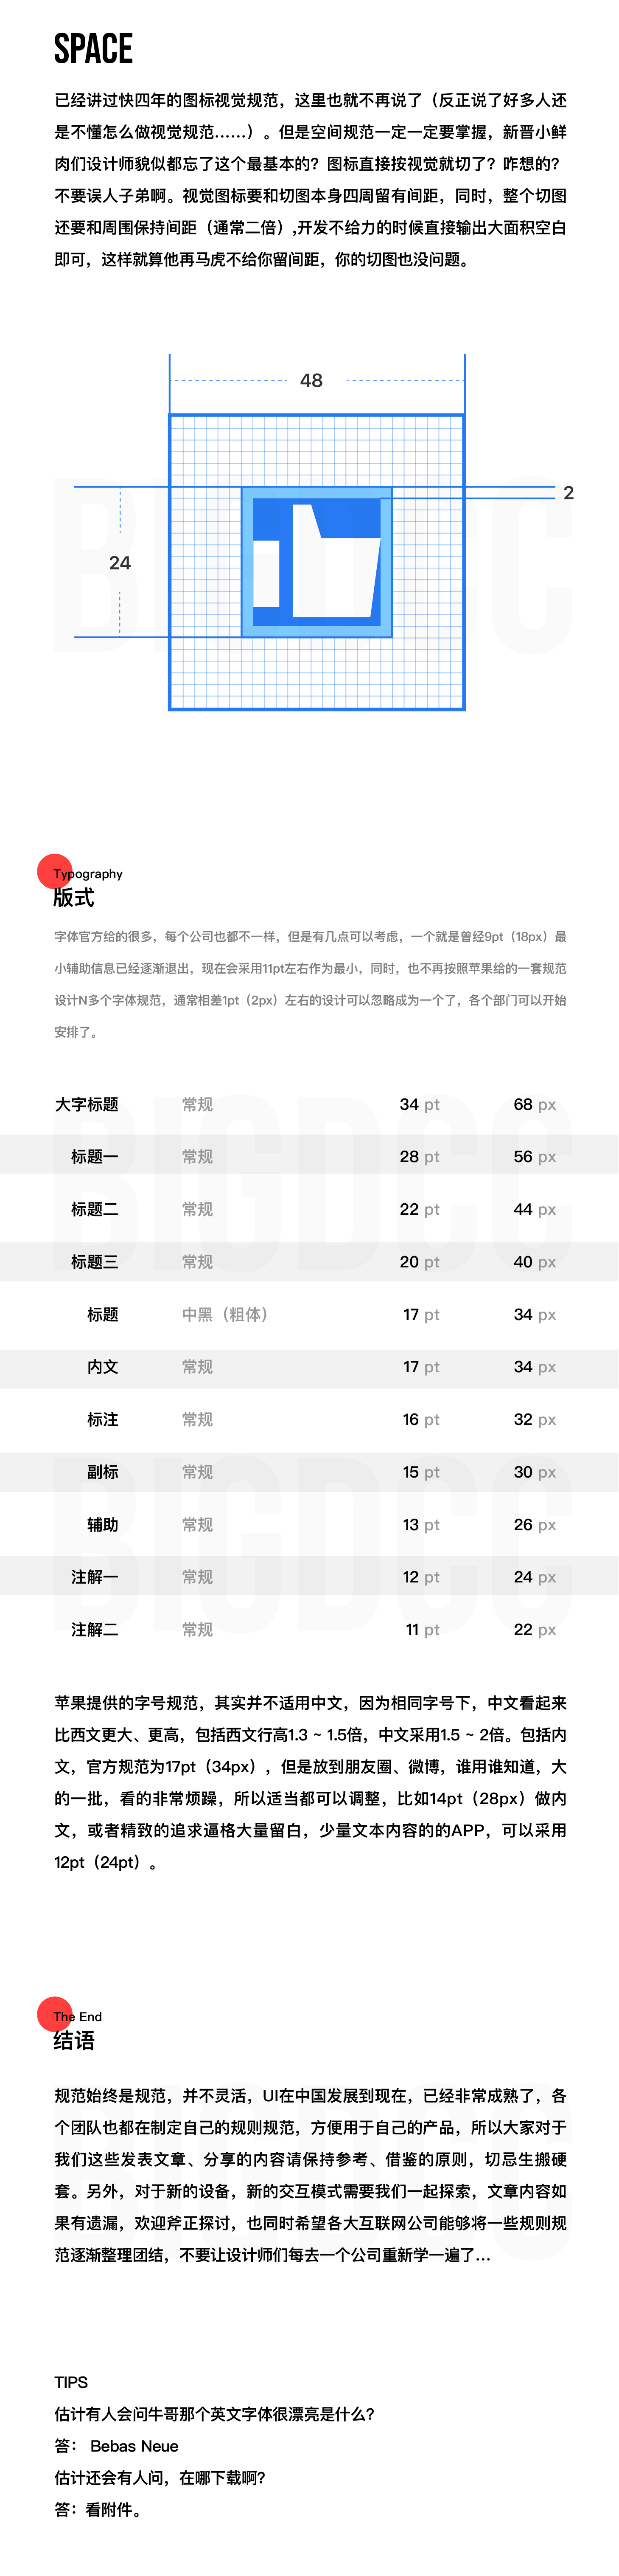 SPACE
已经讲过快四年的图标视觉规范，这里也就不再说了（反正说了好多人还
是不懂怎么做视觉规范……）。但是空间规范一定一定要掌握，新晋小鲜
肉们设计师貌似都忘了这个最基本的？图标直接按视觉就切了？咋想的？
不要误人子弟啊。视觉图标要和切图本身四周留有间距，同时，整个切图
还要和周围保持间距（通常二倍）,开发不给力的时候直接输出大面积空白
即可，这样就算他再马虎不给你留间距，你的切图也没问题。
48
2
24
BIGDCC
Typography
版式
字体官方给的很多，每个公司也都不一样，但是有几点可以考虑，一个就是曾经9pt（18px）最
小辅助信息已经逐渐退出，现在会采用11pt左右作为最小，同时，也不再按照苹果给的一套规范
设计N多个字体规范，通常相差1pt（2px）左右的设计可以忽略成为一个了，各个部门可以开始
安排了。
BIGDCC
大字标题 常规 34 pt 68 px
标题一 常规 28 pt 56 px
标题二 常规 22 pt 44 px
标题三 常规 20 pt 40 px
标题 中黑（粗体） 17 pt 34 px
内文 常规 17 pt 34 px
标注 常规 16 pt 32 px
BIGDCC
副标 常规 15 pt 30 px
辅助 常规 13 pt 26 px
注解一 常规 12 pt 24 px
注解二 常规 11 pt 22 px
苹果提供的字号规范，其实并不适用中文，因为相同字号下，中文看起来
比西文更大、更高，包括西文行高1.3 ~ 1.5倍，中文采用1.5 ~ 2倍。包括内
文，官方规范为17pt（34px），但是放到朋友圈、微博，谁用谁知道，大
的一批，看的非常烦躁，所以适当都可以调整，比如14pt（28px）做内
文，或者精致的追求逼格大量留白，少量文本内容的的APP，可以采用
12pt（24pt）。
The End
结语
规范始终是规范，并不灵活，UI在中国发展到现在，已经非常成熟了，各
个团队也都在制定自己的规则规范，方便用于自己的产品，所以大家对于
我们这些发表文章、分享的内容请保持参考、借鉴的原则，切忌生搬硬
套。另外，对于新的设备，新的交互模式需要我们一起探索，文章内容如
果有遗漏，欢迎斧正探讨，也同时希望各大互联网公司能够将一些规则规
范逐渐整理团结，不要让设计师们每去一个公司重新学一遍了...
TIPS
估计有人会问牛哥那个英文字体很漂亮是什么？
答： Bebas Neue
估计还会有人问，在哪下载啊？
答：看附件。